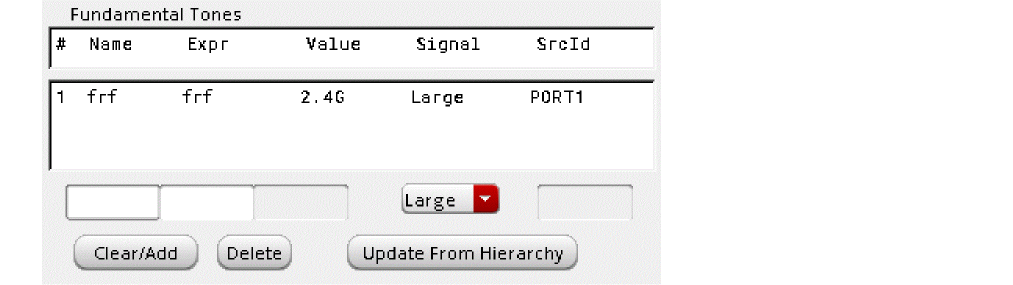 Fundamental Tones
# Name Expr Value Signal SrcId
1 frf frf 2.4G Large PORT1
Large
Clear/Add Delete Update From Hierarchy